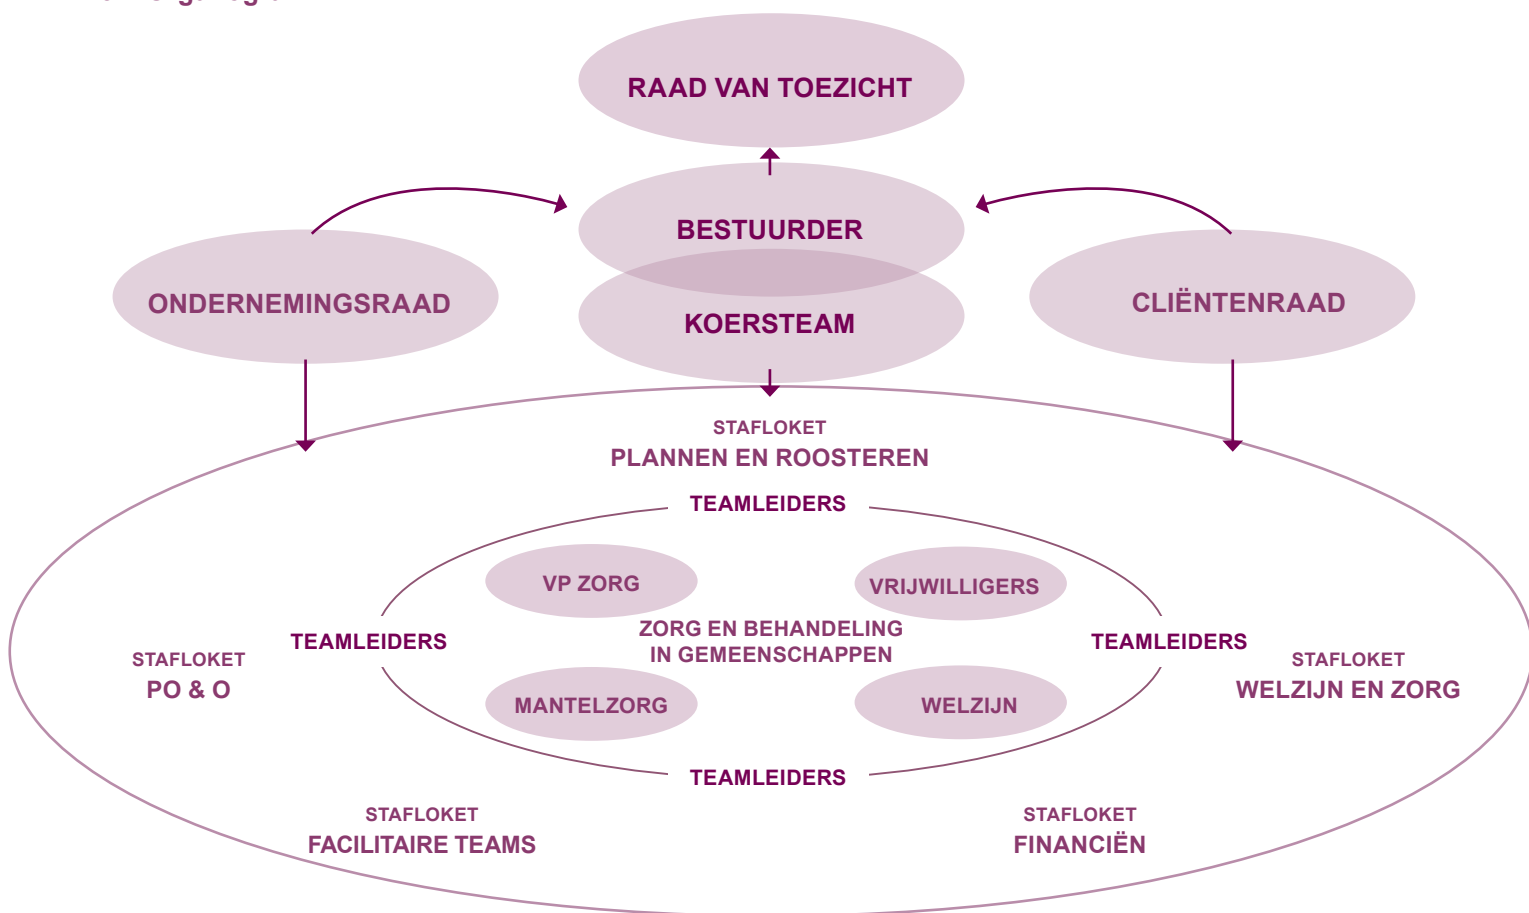 RAAD VAN TOEZICHT
BESTUURDER
ONDERNEMINGSRAAD
CLIËNTENRAAD
KOERSTEAM
STAFLOKET
PLANNEN EN ROOSTEREN
TEAMLEIDERS
VP ZORG
VRIJWILLIGERS
TEAMLEIDERS
ZORG EN BEHANDELING
IN GEMEENSCHAPPEN
TEAMLEIDERS
STAFLOKET
PO & O
STAFLOKET
WELZIJN EN ZORG
MANTELZORG
WELZIJN
TEAMLEIDERS
STAFLOKET
FACILITAIRE TEAMS
STAFLOKET
FINANCIËN